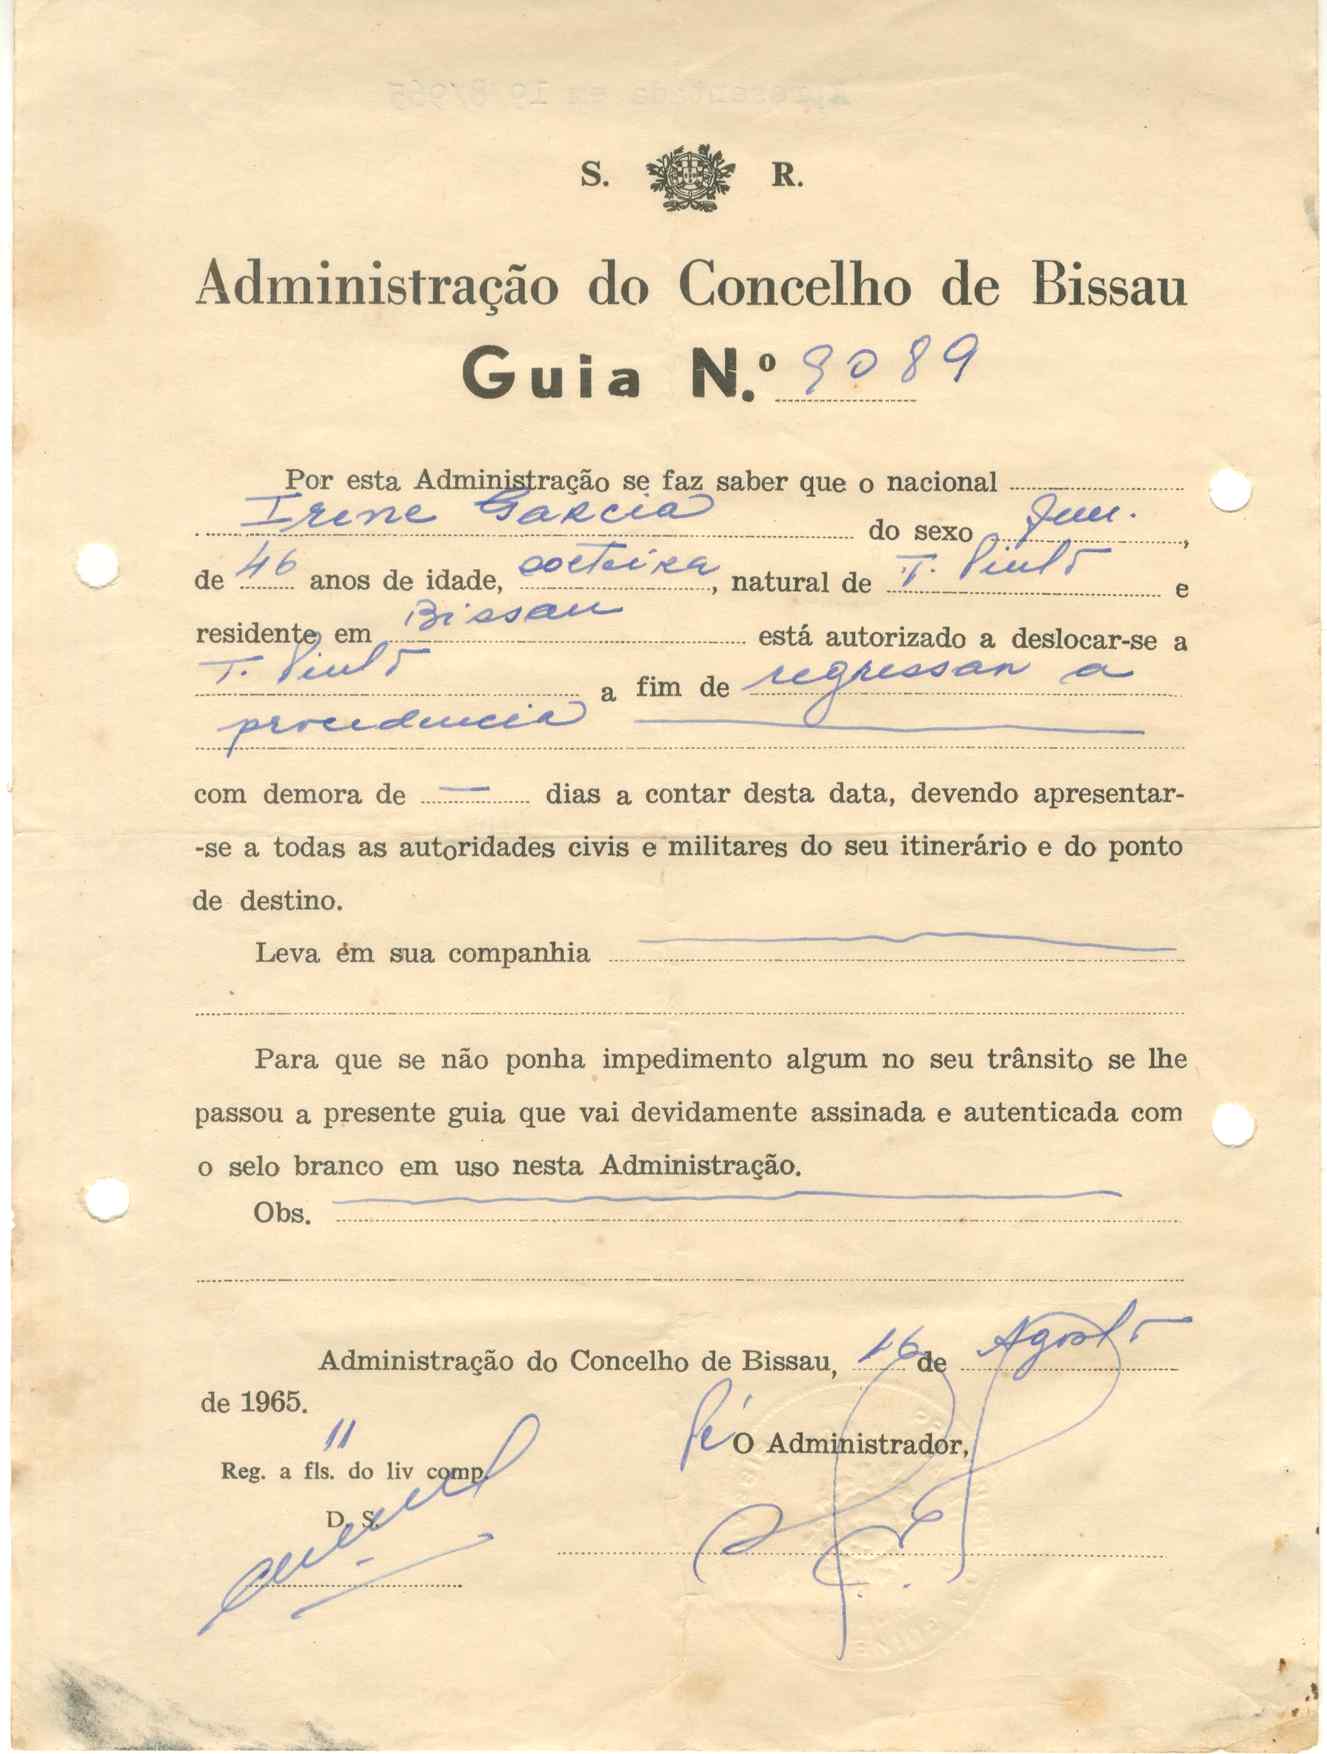 Apresentada em 19/8/965
S. R.
Administração do Concelho de Bissau
Guia N.º 9089
Por esta Administração se faz saber que o nacional
Irene Garcia do sexo fem.,
de 46 anos de idade, solteira, natural de T. Pinto e
residente em Bissau está autorizado a deslocar-se a
T. Pinto a fim de regressar a
procedencia
com demora de — dias a contar desta data, devendo apresentar-
-se a todas as autoridades civis e militares do seu itinerário e do ponto
de destino.
Leva em sua companhia
Para que se não ponha impedimento algum no seu trânsito se lhe
passou a presente guia que vai devidamente assinada e autenticada com
o selo branco em uso nesta Administração.
Obs.
Administração do Concelho de Bissau, 16 de Agosto
de 1965.
O Administrador,
Reg. a fls. do liv comp.
D. S.